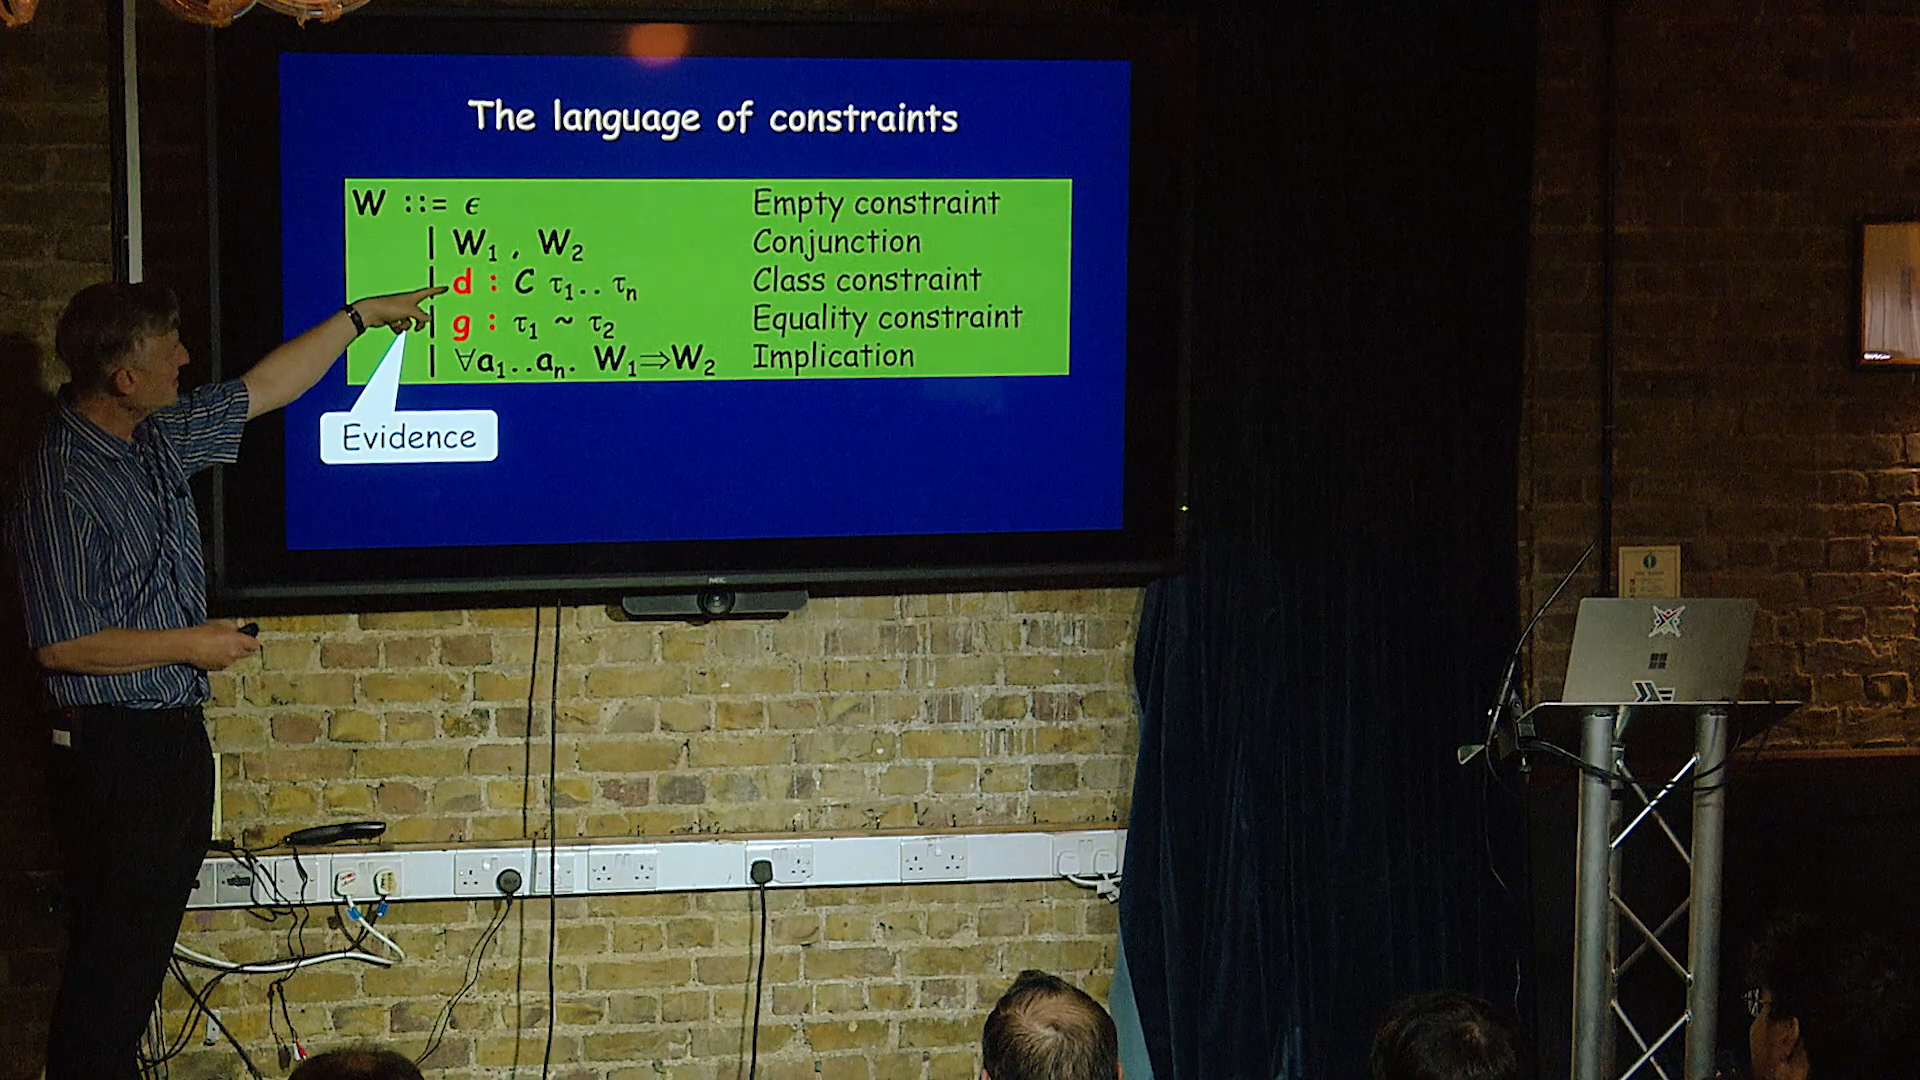 The language of constraints
W ::= ϵ Empty constraint
| W₁ , W₂ Conjunction
| d : C τ₁.. τₙ Class constraint
| g : τ₁ ~ τ₂ Equality constraint
| ∀a₁..aₙ. W₁⇒W₂ Implication
Evidence
NEC